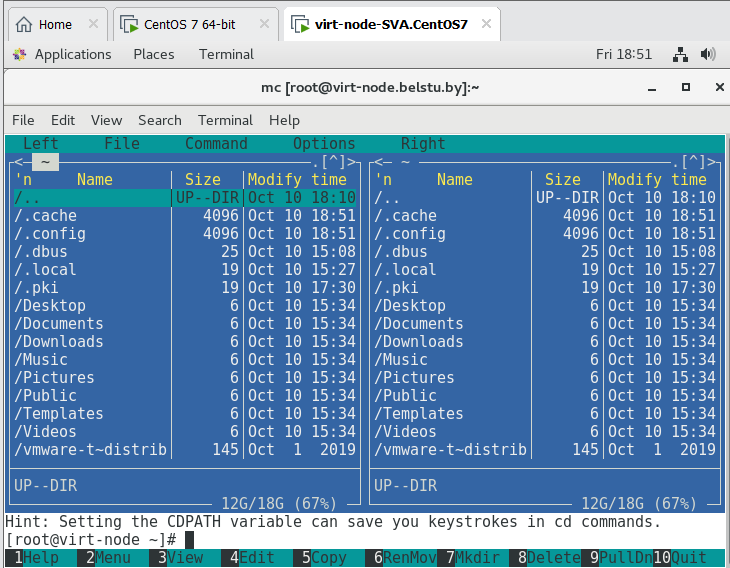 Home × CentOS 7 64-bit × virt-node-SVA.CentOS7 ×
Applications Places Terminal Fri 18:51
mc [root@virt-node.belstu.by]:~
File Edit View Search Terminal Help
Left File Command Options Right
<─ ~ .[^]> <─ ~ .[^]>
'n Name Size Modify time 'n Name Size Modify time
/.. UP--DIR Oct 10 18:10 /.. UP--DIR Oct 10 18:10
/.cache 4096 Oct 10 18:51 /.cache 4096 Oct 10 18:51
/.config 4096 Oct 10 18:51 /.config 4096 Oct 10 18:51
/.dbus 25 Oct 10 15:08 /.dbus 25 Oct 10 15:08
/.local 19 Oct 10 15:27 /.local 19 Oct 10 15:27
/.pki 19 Oct 10 17:30 /.pki 19 Oct 10 17:30
/Desktop 6 Oct 10 15:34 /Desktop 6 Oct 10 15:34
/Documents 6 Oct 10 15:34 /Documents 6 Oct 10 15:34
/Downloads 6 Oct 10 15:34 /Downloads 6 Oct 10 15:34
/Music 6 Oct 10 15:34 /Music 6 Oct 10 15:34
/Pictures 6 Oct 10 15:34 /Pictures 6 Oct 10 15:34
/Public 6 Oct 10 15:34 /Public 6 Oct 10 15:34
/Templates 6 Oct 10 15:34 /Templates 6 Oct 10 15:34
/Videos 6 Oct 10 15:34 /Videos 6 Oct 10 15:34
/vmware-t~distrib 145 Oct 1 2019 /vmware-t~distrib 145 Oct 1 2019
UP--DIR UP--DIR
12G/18G (67%) 12G/18G (67%)
Hint: Setting the CDPATH variable can save you keystrokes in cd commands.
[root@virt-node ~]#
1Help 2Menu 3View 4Edit 5Copy 6RenMov 7Mkdir 8Delete 9PullDn 10Quit